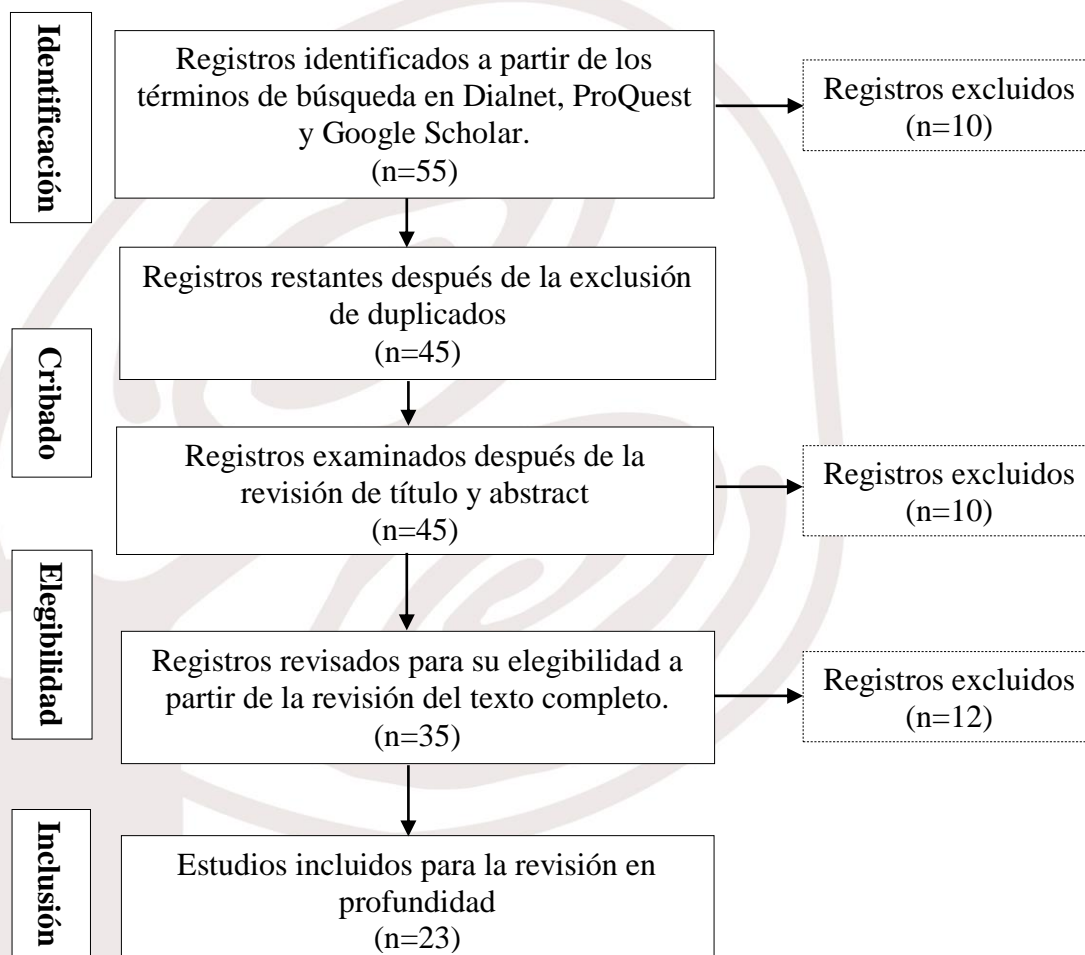 Identificación
Registros identificados a partir de los
términos de búsqueda en Dialnet, ProQuest
y Google Scholar.
(n=55)
Registros excluidos
(n=10)
Registros restantes después de la exclusión
de duplicados
(n=45)
Cribado
Registros examinados después de la
revisión de título y abstract
(n=45)
Registros excluidos
(n=10)
Elegibilidad
Registros revisados para su elegibilidad a
partir de la revisión del texto completo.
(n=35)
Registros excluidos
(n=12)
Inclusión
Estudios incluidos para la revisión en
profundidad
(n=23)